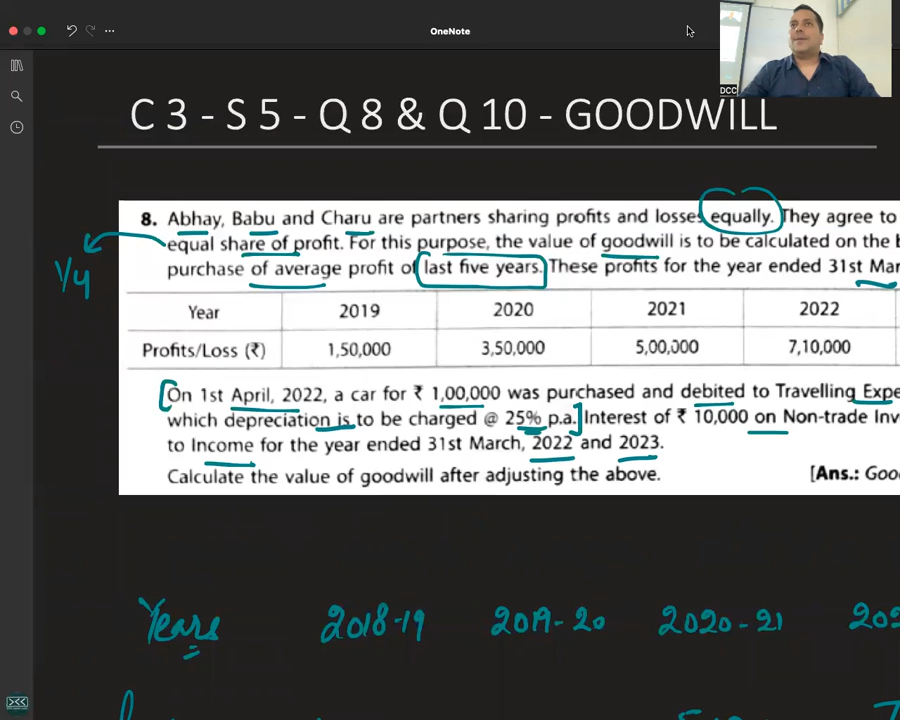 OneNote
DCC
C 3 - S 5 - Q 8 & Q 10 - GOODWILL
8. Abhay, Babu and Charu are partners sharing profits and losses equally. They agree to
equal share of profit. For this purpose, the value of goodwill is to be calculated on the
1/4
purchase of average profit of last five years. These profits for the year ended 31st Mar
Year 2019 2020 2021 2022
Profits/Loss (₹) 1,50,000 3,50,000 5,00,000 7,10,000
On 1st April, 2022, a car for ₹ 1,00,000 was purchased and debited to Travelling Expe
which depreciation is to be charged @ 25% p.a. Interest of ₹ 10,000 on Non-trade Inv
to Income for the year ended 31st March, 2022 and 2023.
Calculate the value of goodwill after adjusting the above. [Ans.: Goo
Years 2018-19 2019-20 2020-21 202